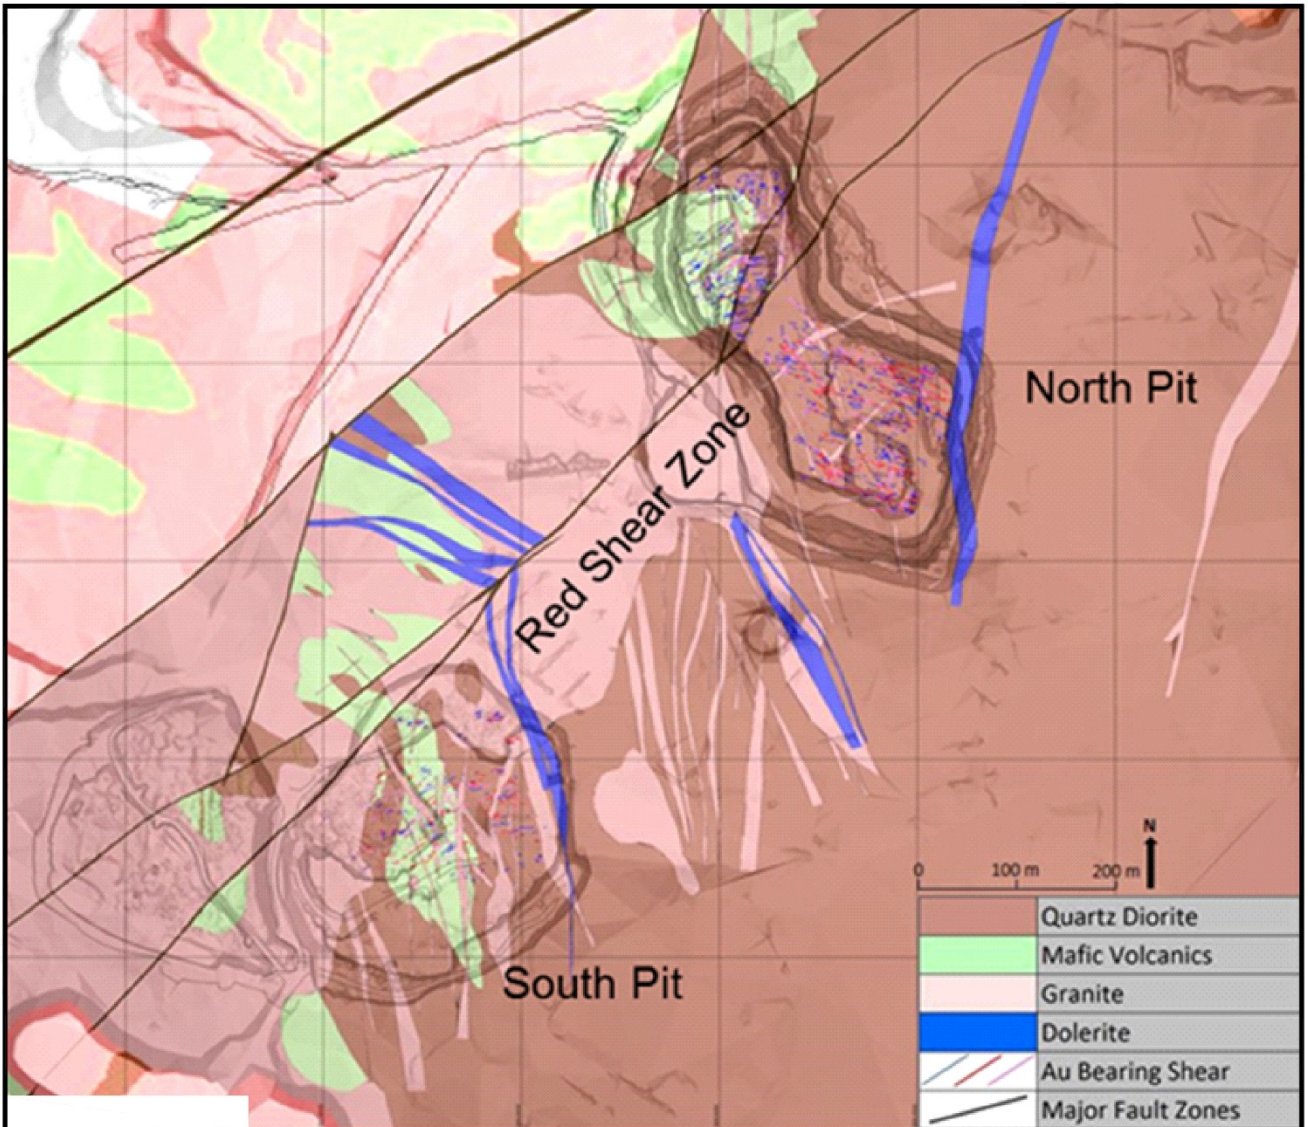 North Pit
Red Shear Zone
South Pit
N
0 100 m 200 m
Quartz Diorite
Mafic Volcanics
Granite
Dolerite
Au Bearing Shear
Major Fault Zones